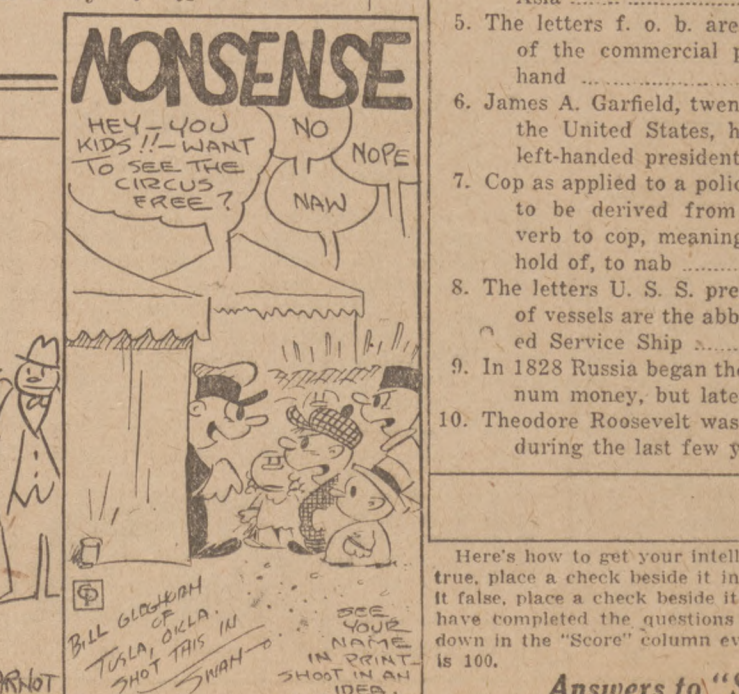 NONSENSE
HEY-YOU
KIDS!!-WANT
TO SEE THE
CIRCUS
FREE?
NO
NOPE
NAW
BILL GLOGHORH
OF
TUSLA, OKLA.
SHOT THIS IN
SWAH-
SEE
YOUR
NAME
IN PRINT-
SHOOT IN AN
IDEA.
ARNOT
5. The letters f. o. b. are
of the commercial p
hand
6. James A. Garfield, twen
the United States, h
left-handed president
7. Cop as applied to a polic
to be derived from
verb to cop, meaning
hold of, to nab
8. The letters U. S. S. pre
of vessels are the abb
ed Service Ship
9. In 1828 Russia began the
num money, but late
10. Theodore Roosevelt was
during the last few y
Here's how to get your intell
true, place a check beside it in
it false, place a check beside it
have completed the questions
down in the "Score" column ev
is 100.
Answers to "S